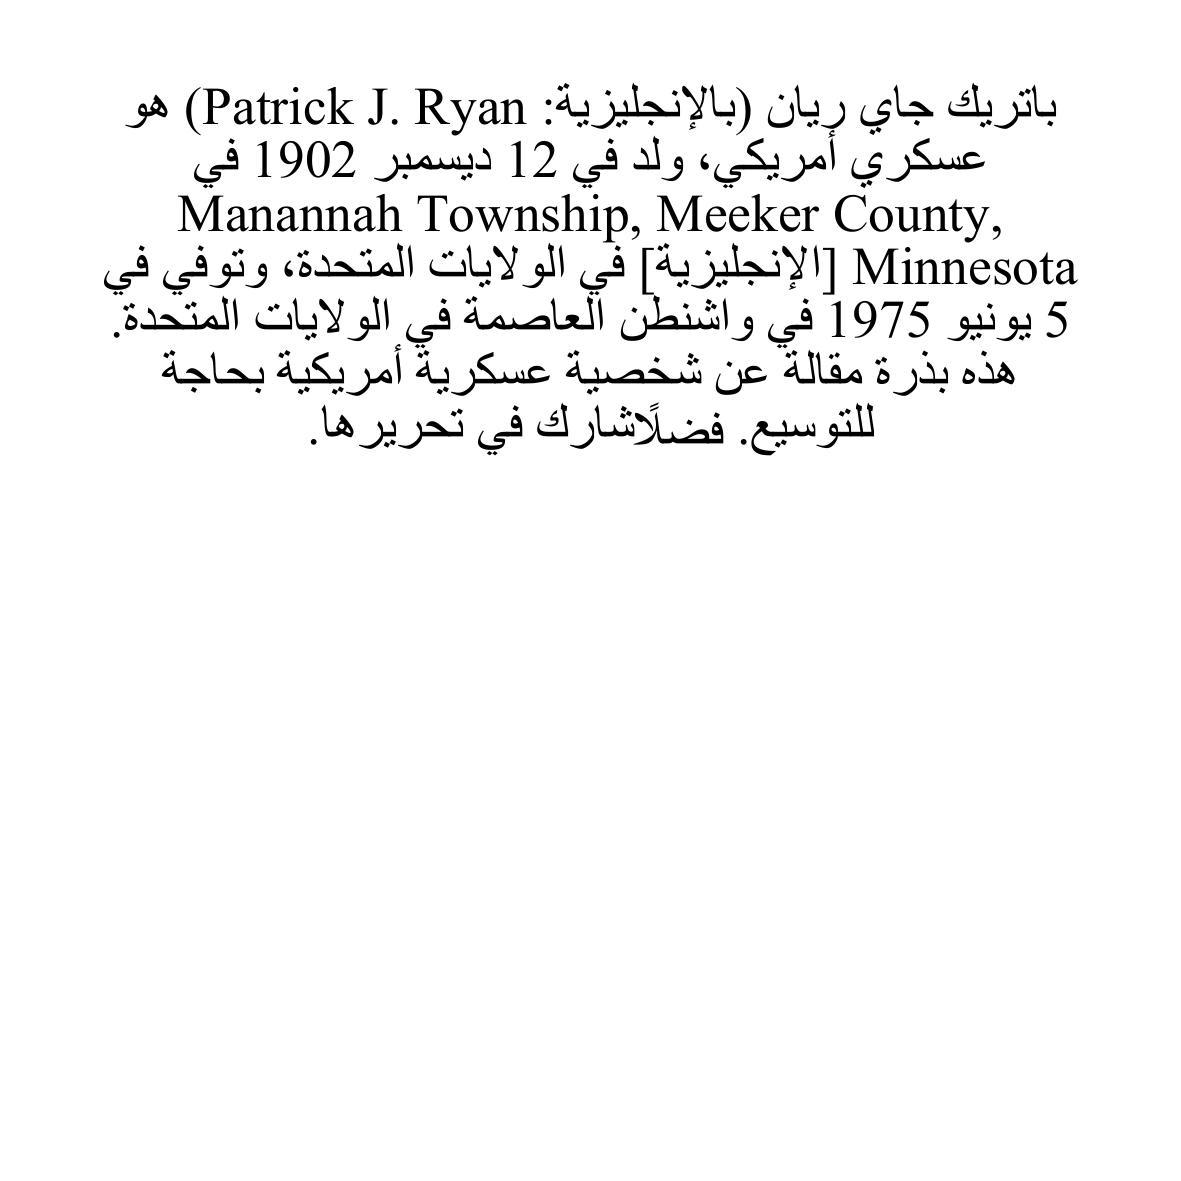 باتريك جاي ريان (بالإنجليزية: Patrick J. Ryan) هو
عسكري أمريكي، ولد في 12 ديسمبر 1902 في
Manannah Township, Meeker County,
Minnesota [الإنجليزية] في الولايات المتحدة، وتوفي في
5 يونيو 1975 في واشنطن العاصمة في الولايات المتحدة.
هذه بذرة مقالة عن شخصية عسكرية أمريكية بحاجة
للتوسيع. فضلًاشارك في تحريرها.